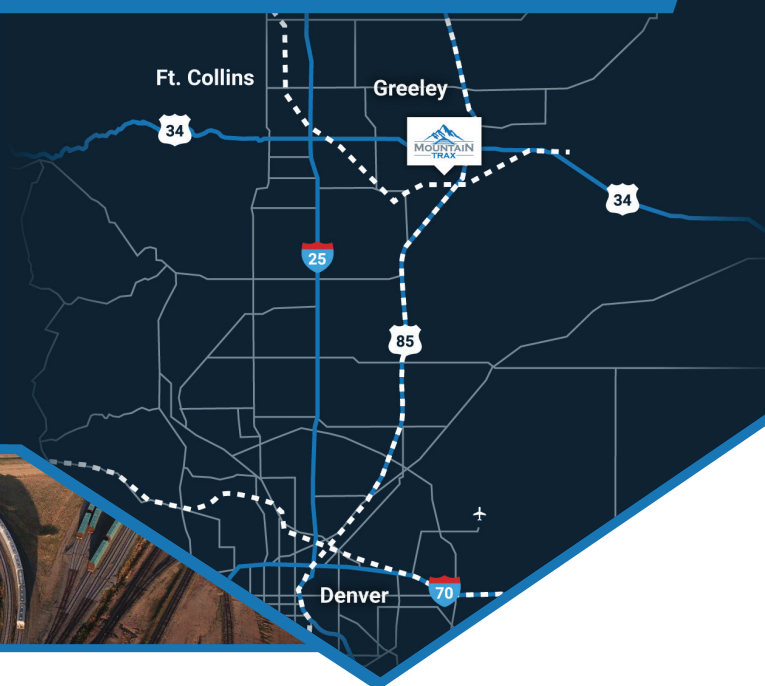 Ft. Collins
Greeley
34
MOUNTAIN
TRAX
34
25
85
Denver
70